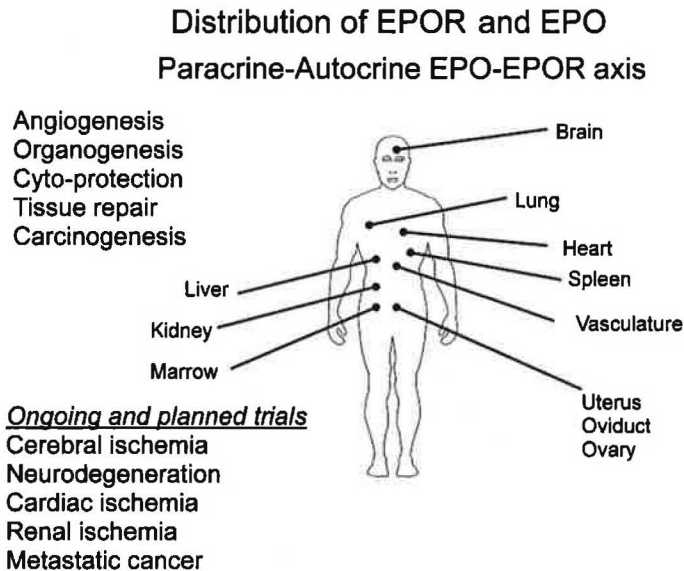 Distribution of EPOR and EPO
Paracrine-Autocrine EPO-EPOR axis
Angiogenesis
Organogenesis
Cyto-protection
Tissue repair
Carcinogenesis
Brain
Lung
Heart
Spleen
Vasculature
Uterus
Oviduct
Ovary
Liver
Kidney
Marrow
Ongoing and planned trials
Cerebral ischemia
Neurodegeneration
Cardiac ischemia
Renal ischemia
Metastatic cancer